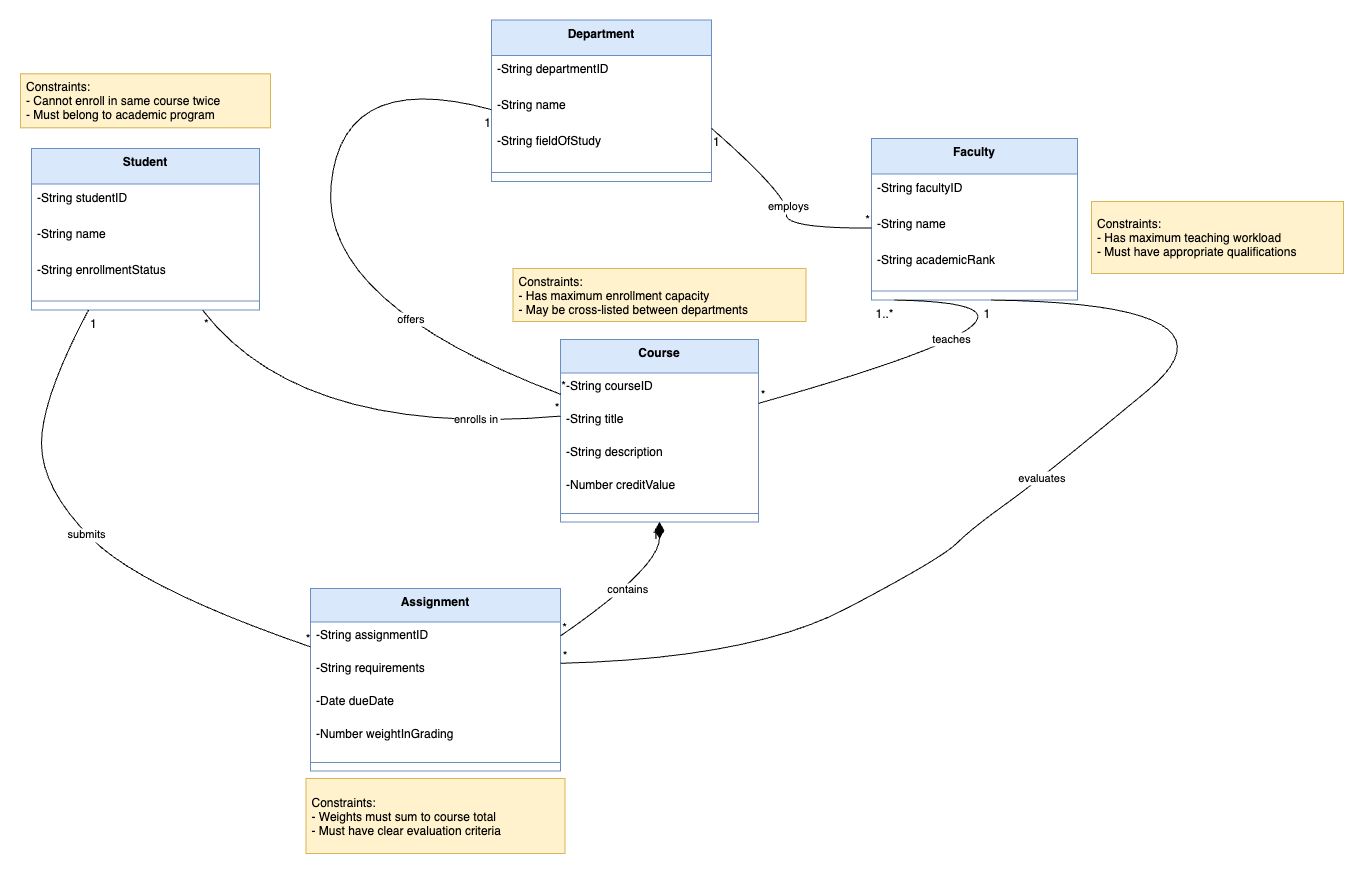 Department
-String departmentID
-String name
-String fieldOfStudy
Constraints:
- Cannot enroll in same course twice
- Must belong to academic program
1
1
Student
-String studentID
-String name
-String enrollmentStatus
Faculty
-String facultyID
-String name
-String academicRank
employs
*
Constraints:
- Has maximum teaching workload
- Must have appropriate qualifications
Constraints:
- Has maximum enrollment capacity
- May be cross-listed between departments
1
*
offers
1..*
1
teaches
Course
*-String courseID
-String title
-String description
-Number creditValue
*
*
enrolls in
evaluates
submits
1
contains
Assignment
-String assignmentID
-String requirements
-Date dueDate
-Number weightInGrading
*
*
*
Constraints:
- Weights must sum to course total
- Must have clear evaluation criteria